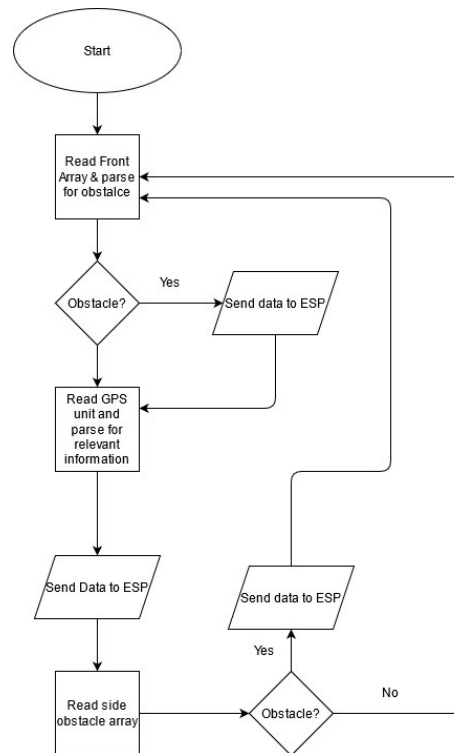 Start
Read Front
Array & parse
for obstalce
Yes
Obstacle?
Send data to ESP
Read GPS
unit and
parse for
relevant
information
Send Data to ESP
Send data to ESP
Yes
Read side
obstacle array
Obstacle?
No